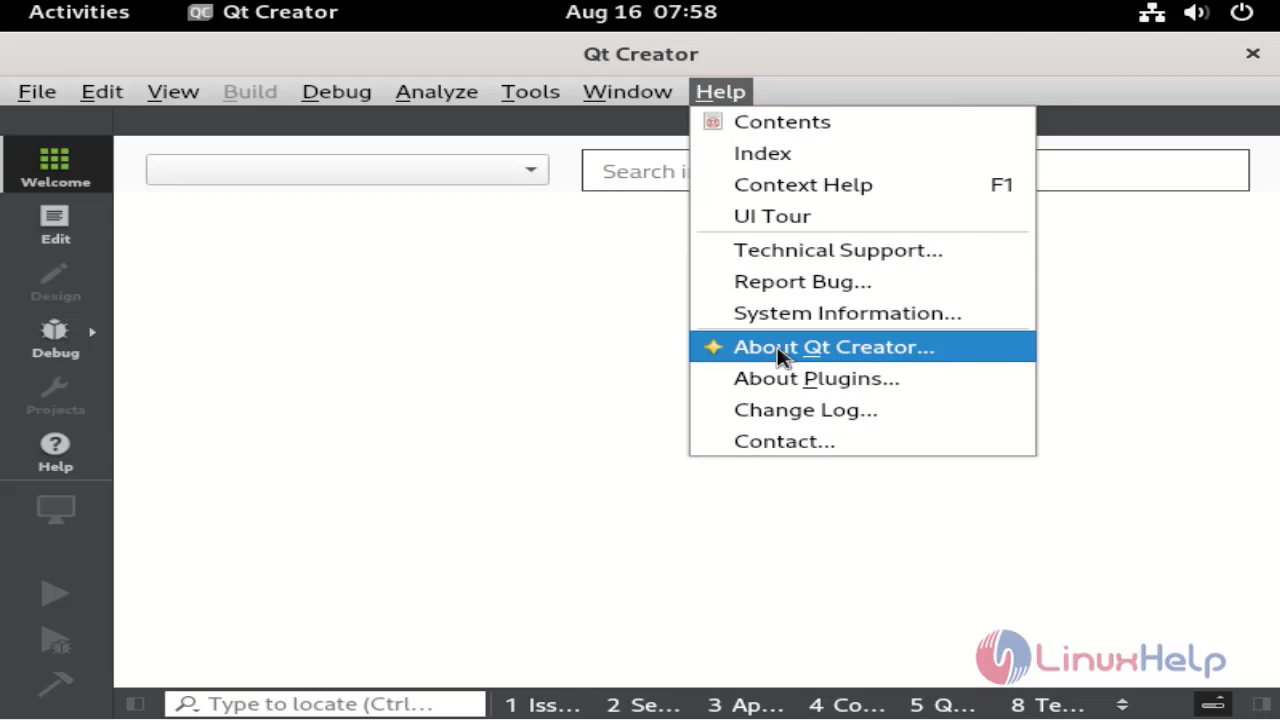 Activities QC Qt Creator Aug 16 07:58
Qt Creator
File Edit View Build Debug Analyze Tools Window Help
Welcome
Edit
Design
Debug
Projects
Help
Search i
Contents
Index
Context Help F1
UI Tour
Technical Support...
Report Bug...
System Information...
About Qt Creator...
About Plugins...
Change Log...
Contact...
LinuxHelp
Type to locate (Ctrl... 1 Iss... 2 Se... 3 Ap... 4 Co... 5 Q... 8 Te...